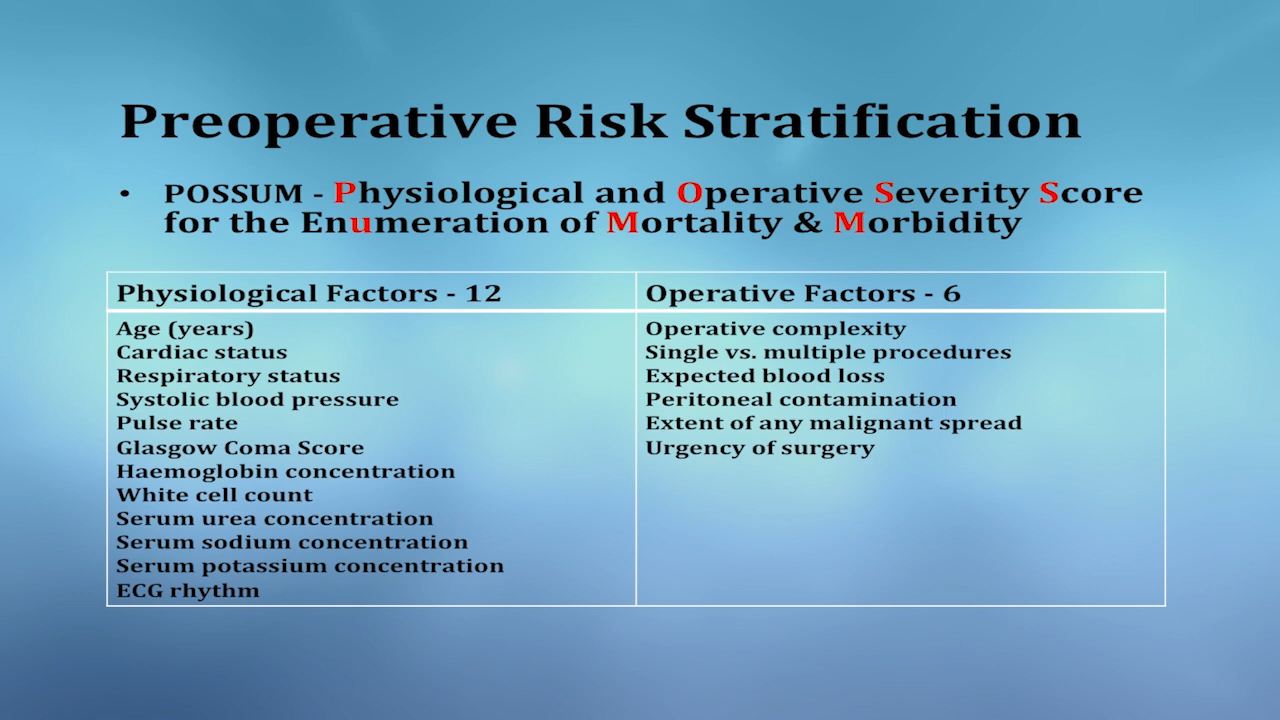 Preoperative Risk Stratification
• POSSUM - Physiological and Operative Severity Score
for the Enumeration of Mortality & Morbidity
Physiological Factors - 12
Age (years)
Cardiac status
Respiratory status
Systolic blood pressure
Pulse rate
Glasgow Coma Score
Haemoglobin concentration
White cell count
Serum urea concentration
Serum sodium concentration
Serum potassium concentration
ECG rhythm
Operative Factors - 6
Operative complexity
Single vs. multiple procedures
Expected blood loss
Peritoneal contamination
Extent of any malignant spread
Urgency of surgery